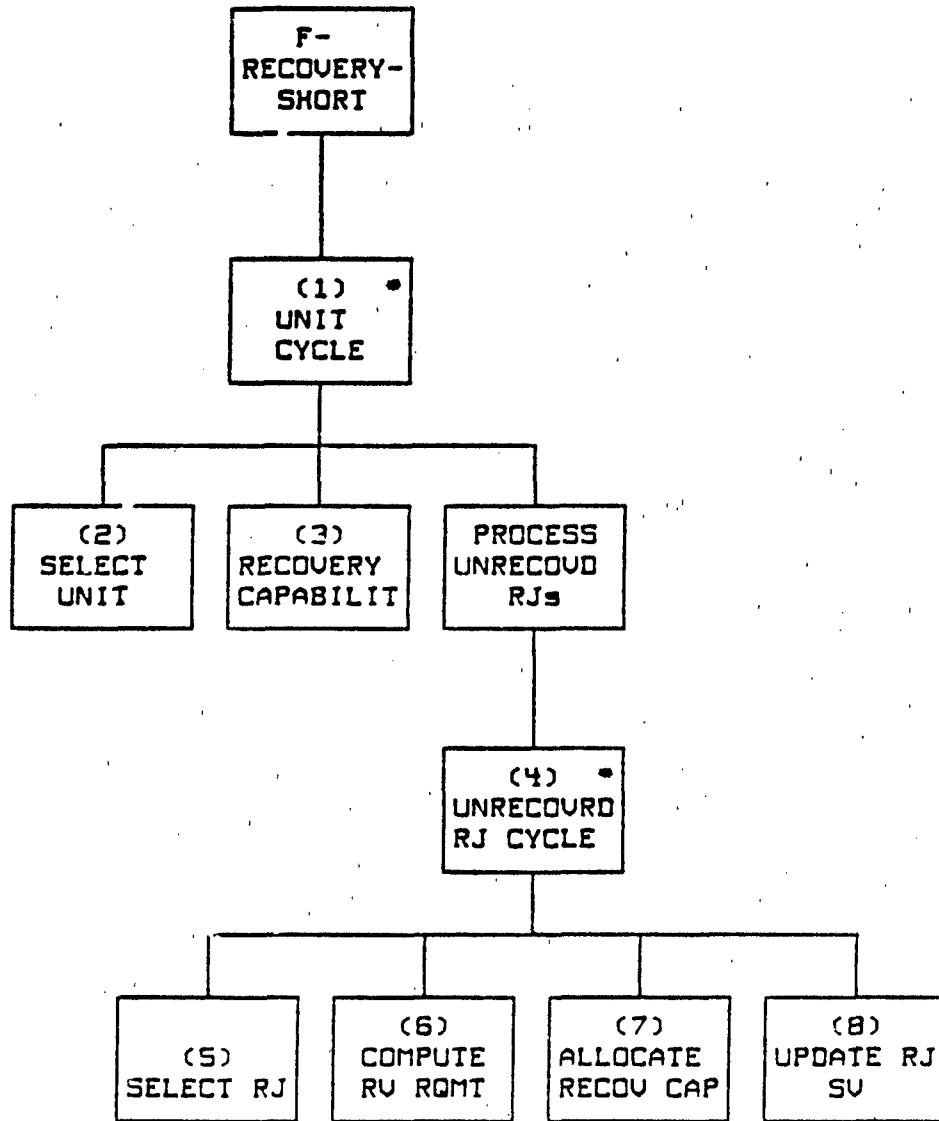 F-
RECOVERY-
SHORT
(1) *
UNIT
CYCLE
(2)
SELECT
UNIT
(3)
RECOVERY
CAPABILIT
PROCESS
UNRECOVD
RJs
(4) *
UNRECOVRD
RJ CYCLE
(5)
SELECT RJ
(6)
COMPUTE
RV RQMT
(7)
ALLOCATE
RECOV CAP
(8)
UPDATE RJ
SV